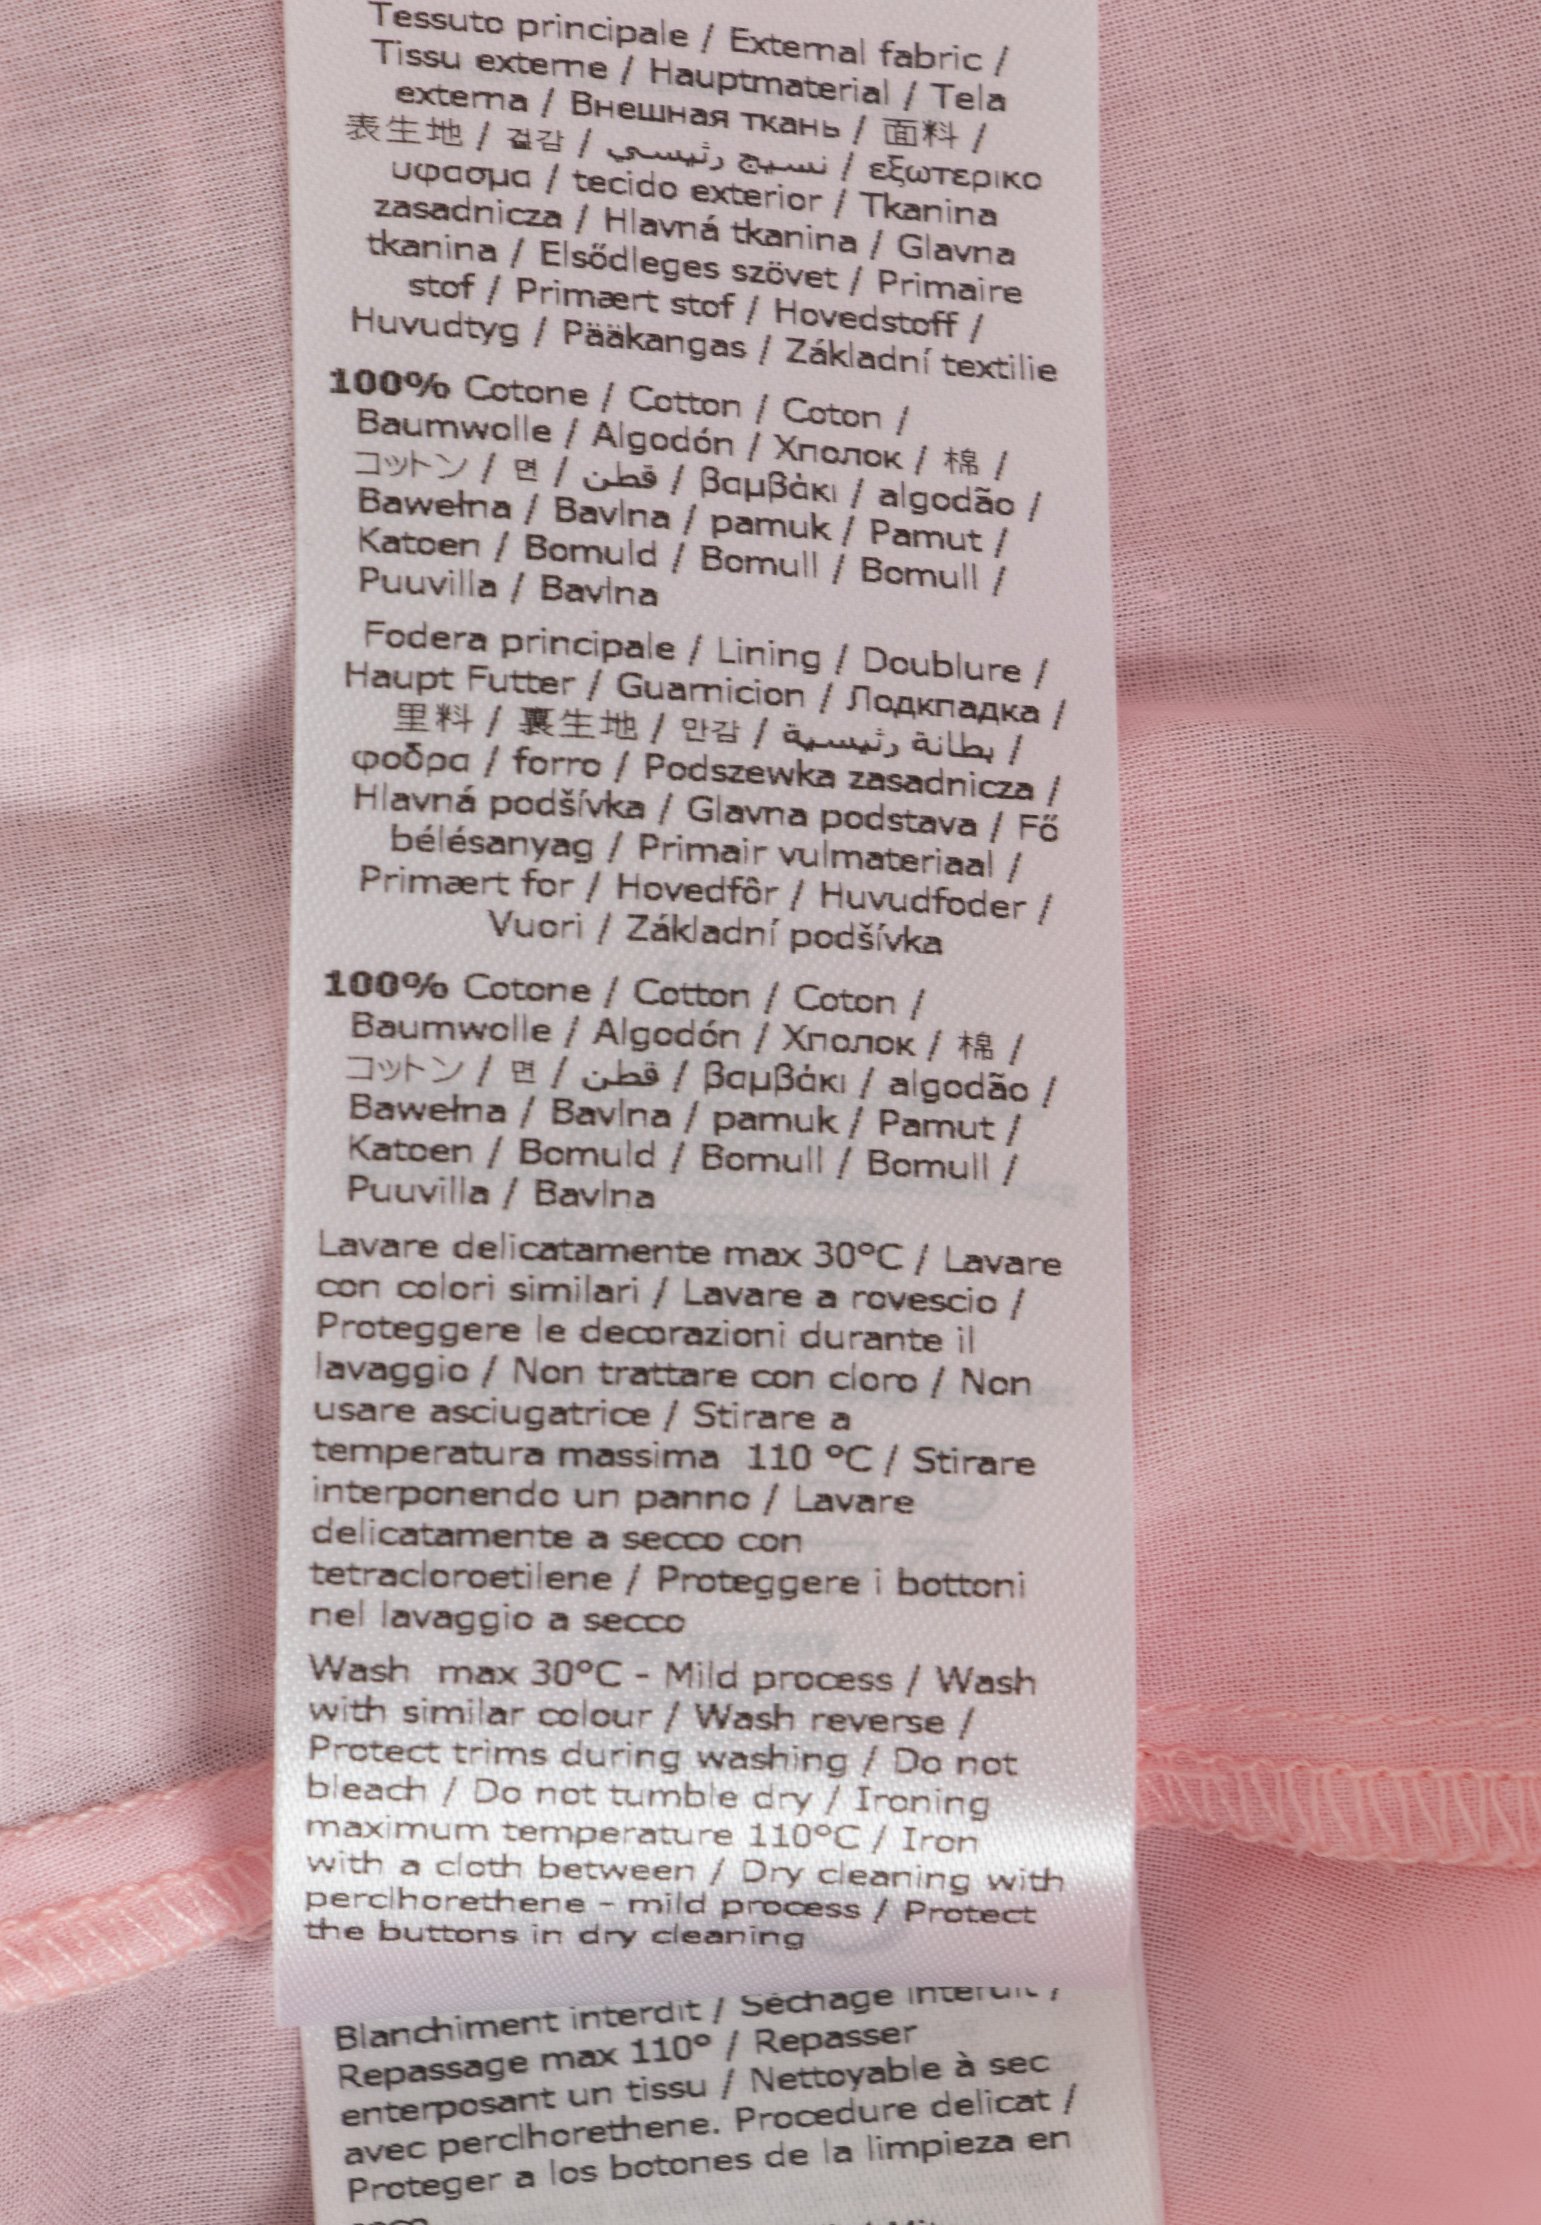 Tessuto principale / External fabric /
Tissu externe / Hauptmaterial / Tela
externa / Внешная ткань / 面料 /
表生地 / 겉감 / نسيج رئيسي / εξωτερικο
υφασμα / tecido exterior / Tkanina
zasadnicza / Hlavná tkanina / Glavna
tkanina / Elsődleges szövet / Primaire
stof / Primært stof / Hovedstoff /
Huvudtyg / Pääkangas / Základní textilie
100% Cotone / Cotton / Coton /
Baumwolle / Algodón / Хполок / 棉 /
コットン / 면 / قطن / βαμβάκι / algodão /
Bawełna / Bavlna / pamuk / Pamut /
Katoen / Bomuld / Bomull / Bomull /
Puuvilla / Bavlna
Fodera principale / Lining / Doublure /
Haupt Futter / Guarnicion / Лодкпадка /
里料 / 裏生地 / 안감 / بطانة رئيسية /
φοδρα / forro / Podszewka zasadnicza /
Hlavná podšívka / Glavna podstava / Fő
bélésanyag / Primair vulmateriaal /
Primært for / Hovedfôr / Huvudfoder /
Vuori / Základní podšívka
100% Cotone / Cotton / Coton /
Baumwolle / Algodón / Хполок / 棉 /
コットン / 면 / قطن / βαμβάκι / algodão /
Bawełna / Bavlna / pamuk / Pamut /
Katoen / Bomuld / Bomull / Bomull /
Puuvilla / Bavlna
Lavare delicatamente max 30°C / Lavare
con colori similari / Lavare a rovescio /
Proteggere le decorazioni durante il
lavaggio / Non trattare con cloro / Non
usare asciugatrice / Stirare a
temperatura massima  110 °C / Stirare
interponendo un panno / Lavare
delicatamente a secco con
tetracloroetilene / Proteggere i bottoni
nel lavaggio a secco
Wash  max 30°C - Mild process / Wash
with similar colour / Wash reverse /
Protect trims during washing / Do not
bleach / Do not tumble dry / Ironing
maximum temperature 110°C / Iron
with a cloth between / Dry cleaning with
perclhorethene - mild process / Protect
the buttons in dry cleaning
Blanchiment interdit / Séchage interdit /
Repassage max 110° / Repasser
enterposant un tissu / Nettoyable à sec
avec perclhorethene. Procedure delicat /
Proteger a los botones de la limpieza en